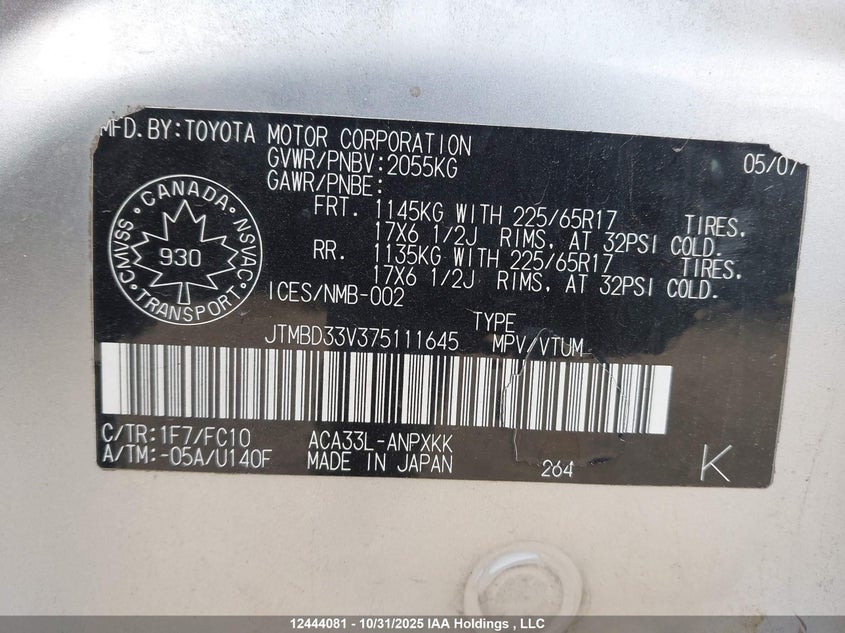 MFD. BY: TOYOTA MOTOR CORPORATION 05/07
GVWR/PNBV: 2055KG
GAWR/PNBE:
FRT. 1145KG WITH 225/65R17 TIRES.
17X6 1/2J RIMS. AT 32PSI COLD.
RR. 1135KG WITH 225/65R17 TIRES.
17X6 1/2J RIMS. AT 32PSI COLD.
CANADA
CMVSS 930 NSVAC
TRANSPORT
ICES/NMB-002
TYPE
JTMBD33V375111645 MPV/VTUM
C/TR: 1F7/FC10 ACA33L-ANPXKK
A/TM: -05A/U140F MADE IN JAPAN 264 K
12444081 - 10/31/2025 IAA Holdings , LLC